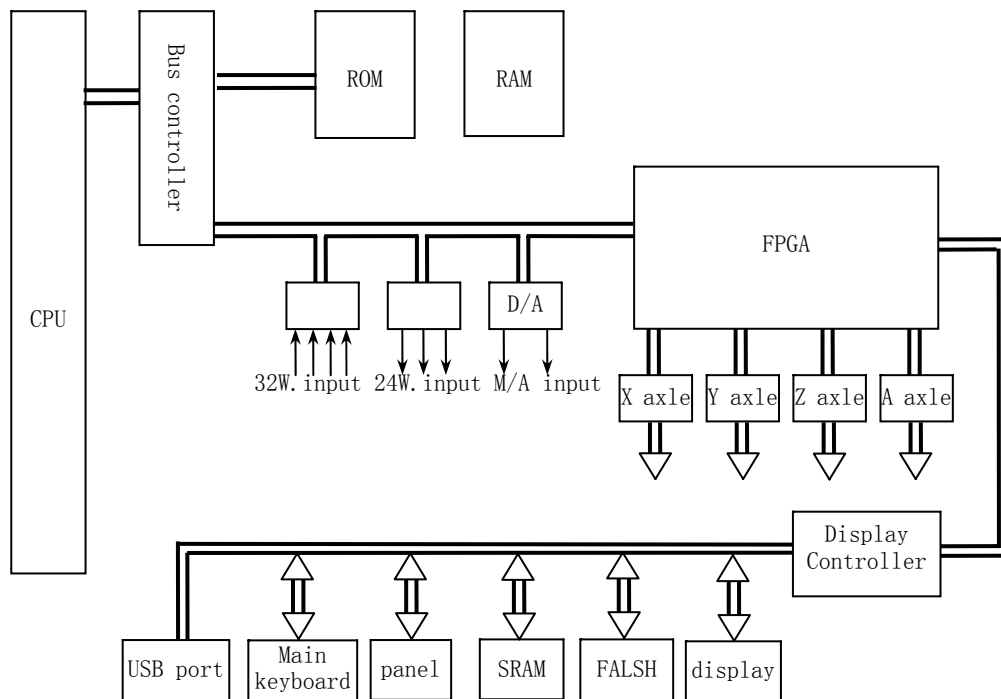 Bus controller
ROM
RAM
CPU
FPGA
D/A
32W. input
24W. input
M/A input
X axle
Y axle
Z axle
A axle
Display
Controller
USB port
Main
keyboard
panel
SRAM
FALSH
display